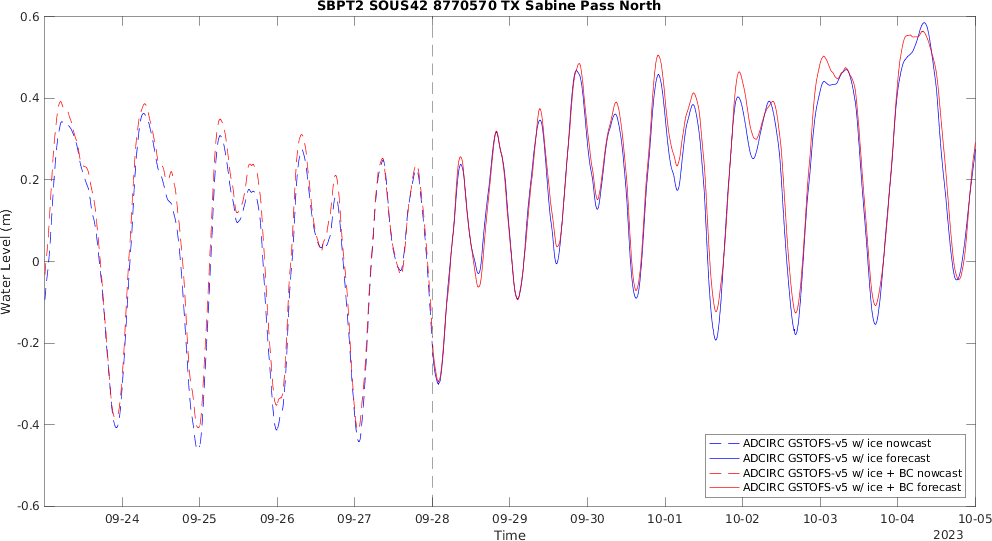 SBPT2 SOUS42 8770570 TX Sabine Pass North
Water Level (m)
0.6
0.4
0.2
0
-0.2
-0.4
-0.6
09-24 09-25 09-26 09-27 09-28 09-29 09-30 10-01 10-02 10-03 10-04 10-05
Time
2023
ADCIRC GSTOFS-v5 w/ ice nowcast
ADCIRC GSTOFS-v5 w/ ice forecast
ADCIRC GSTOFS-v5 w/ ice + BC nowcast
ADCIRC GSTOFS-v5 w/ ice + BC forecast